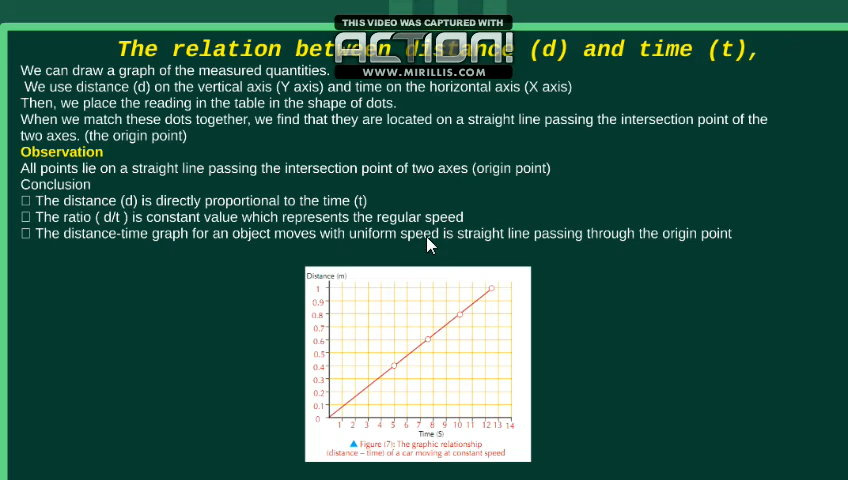 THIS VIDEO WAS CAPTURED WITH
ACTION!
WWW.MIRILLIS.COM
The relation between distance (d) and time (t),
We can draw a graph of the measured quantities.
We use distance (d) on the vertical axis (Y axis) and time on the horizontal axis (X axis)
Then, we place the reading in the table in the shape of dots.
When we match these dots together, we find that they are located on a straight line passing the intersection point of the
two axes. (the origin point)
Observation
All points lie on a straight line passing the intersection point of two axes (origin point)
Conclusion
The distance (d) is directly proportional to the time (t)
The ratio ( d/t ) is constant value which represents the regular speed
The distance-time graph for an object moves with uniform speed is straight line passing through the origin point
Distance (m)
1
0.9
0.8
0.7
0.6
0.5
0.4
0.3
0.2
0.1
0
1 2 3 4 5 6 7 8 9 10 11 12 13 14
Time (S)
Figure (7): The graphic relationship
(distance – time) of a car moving at constant speed